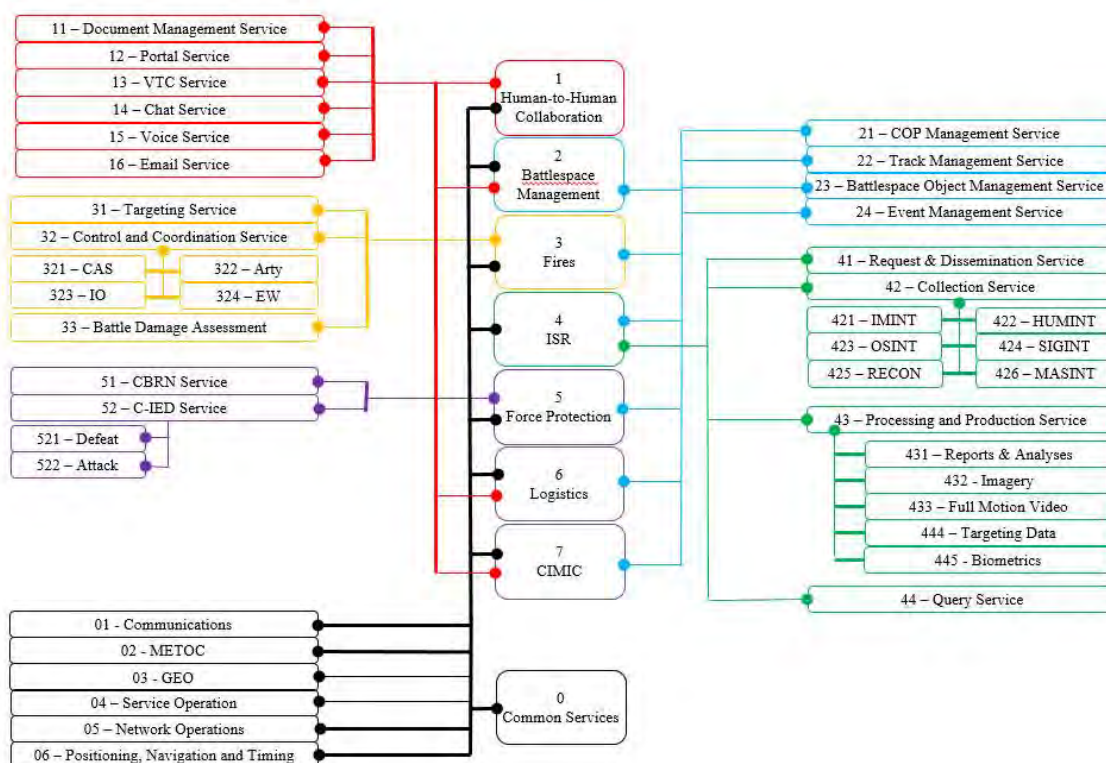 11 – Document Management Service
12 – Portal Service
13 – VTC Service
14 – Chat Service
15 – Voice Service
16 – Email Service
31 – Targeting Service
32 – Control and Coordination Service
321 – CAS
322 – Arty
323 – IO
324 – EW
33 – Battle Damage Assessment
51 – CBRN Service
52 – C-IED Service
521 – Defeat
522 – Attack
01 - Communications
02 - METOC
03 - GEO
04 – Service Operation
05 – Network Operations
06 – Positioning, Navigation and Timing
1
Human-to-Human
Collaboration
2
Battlespace
Management
3
Fires
4
ISR
5
Force Protection
6
Logistics
7
CIMIC
0
Common Services
21 – COP Management Service
22 – Track Management Service
23 – Battlespace Object Management Service
24 – Event Management Service
41 – Request & Dissemination Service
42 – Collection Service
421 – IMINT
422 – HUMINT
423 – OSINT
424 – SIGINT
425 – RECON
426 – MASINT
43 – Processing and Production Service
431 – Reports & Analyses
432 - Imagery
433 – Full Motion Video
444 – Targeting Data
445 - Biometrics
44 – Query Service